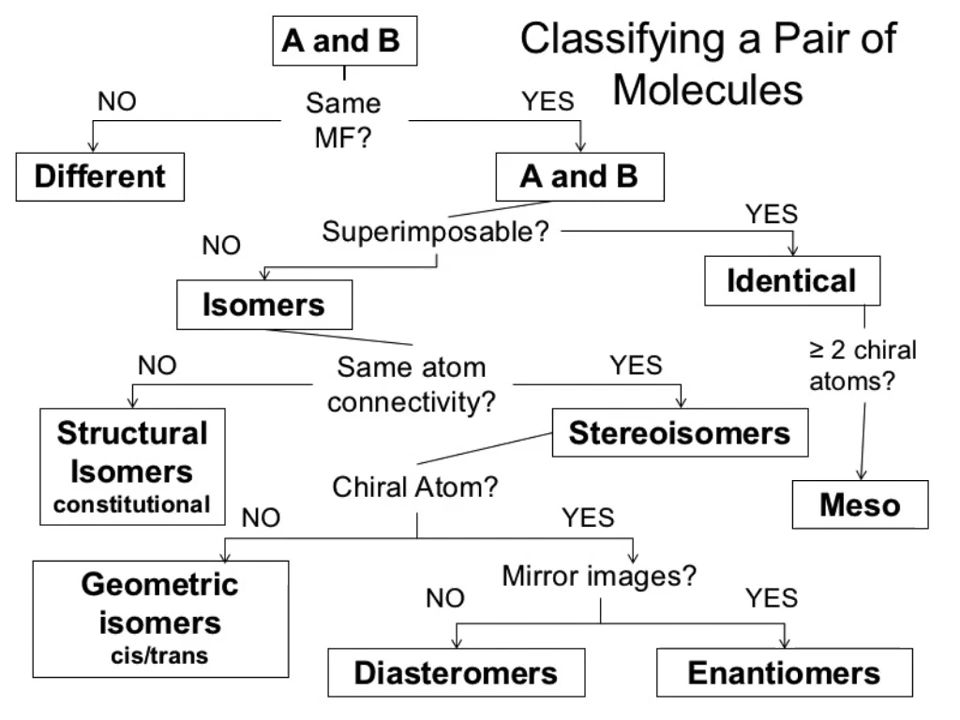 Classifying a Pair of
Molecules
A and B
NO
Same
MF?
YES
Different
A and B
Superimposable?
NO
YES
Isomers
Identical
≥ 2 chiral
atoms?
NO
Same atom
connectivity?
YES
Structural
Isomers
constitutional
Stereoisomers
Meso
Chiral Atom?
NO
YES
Geometric
isomers
cis/trans
Mirror images?
NO
YES
Diasteromers
Enantiomers